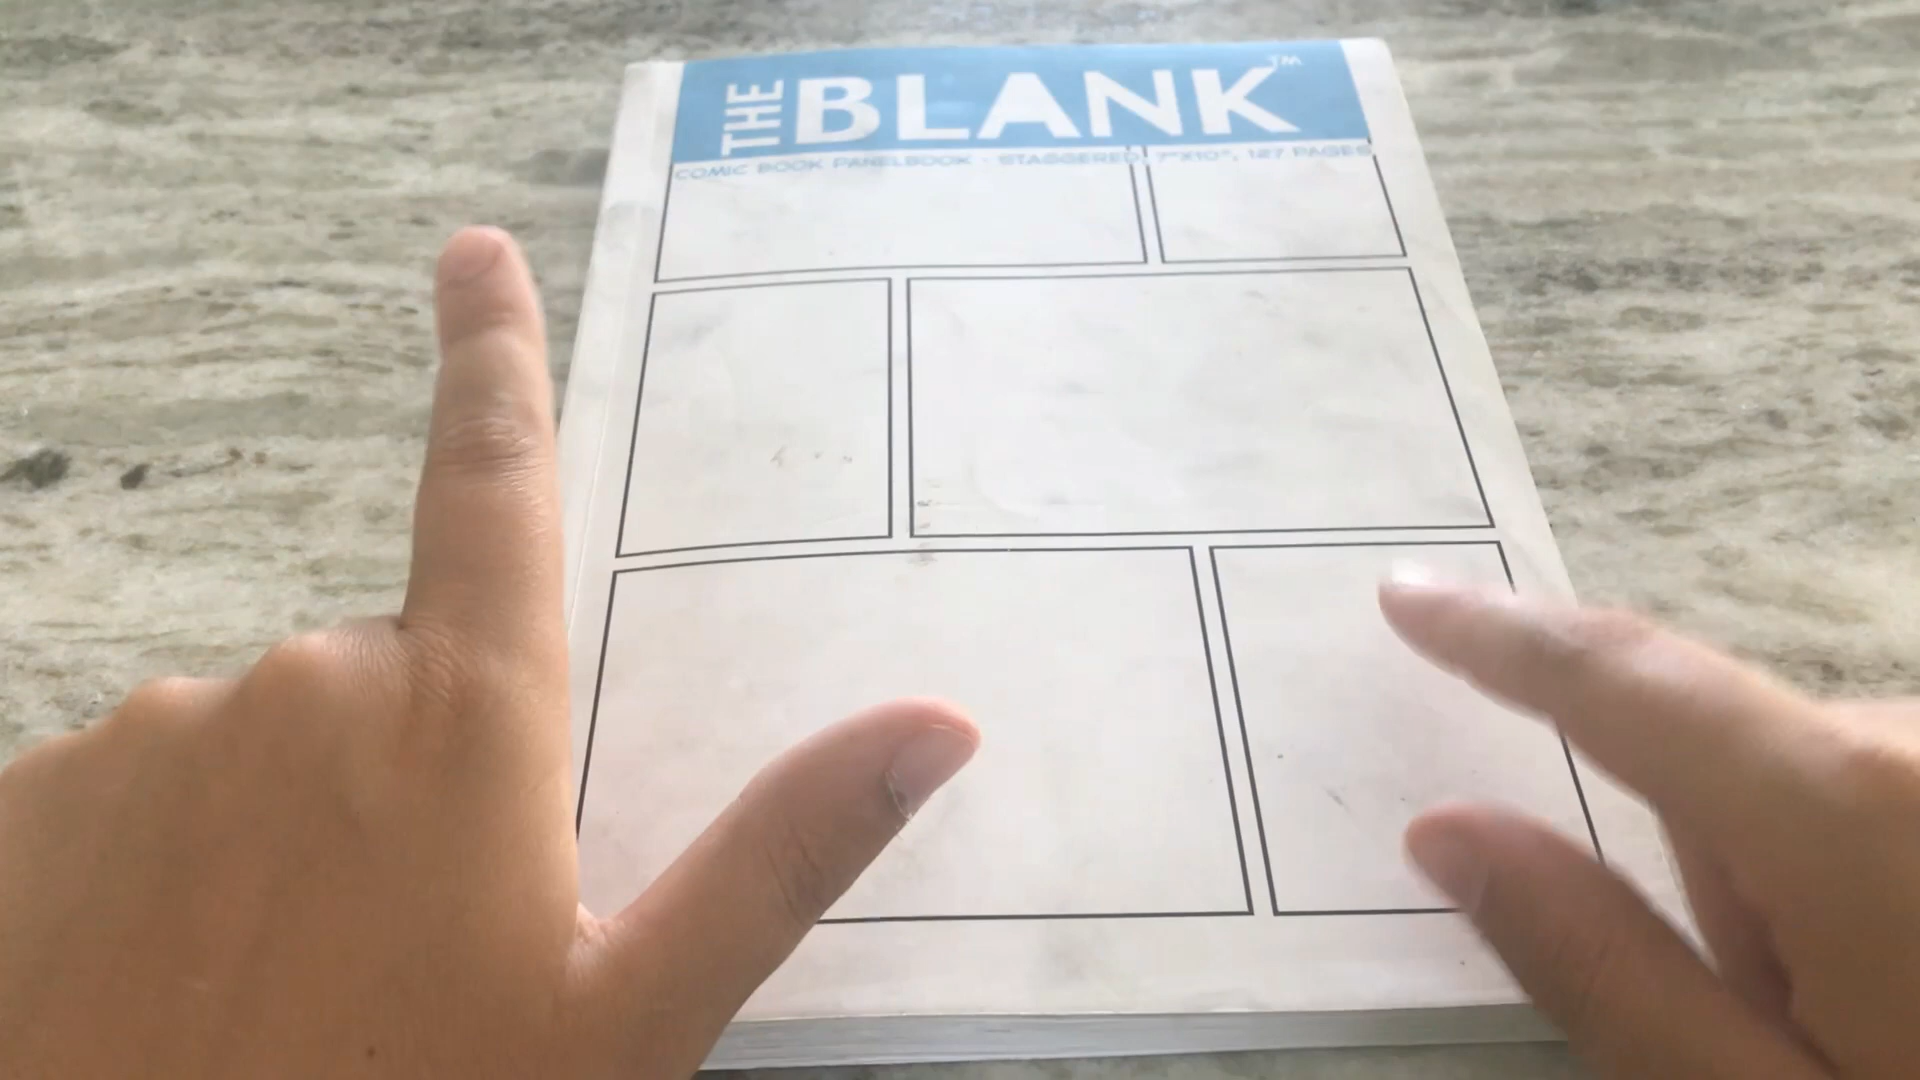 THE BLANK™
COMIC BOOK PANELBOOK - STAGGERED, 7"X10", 127 PAGES